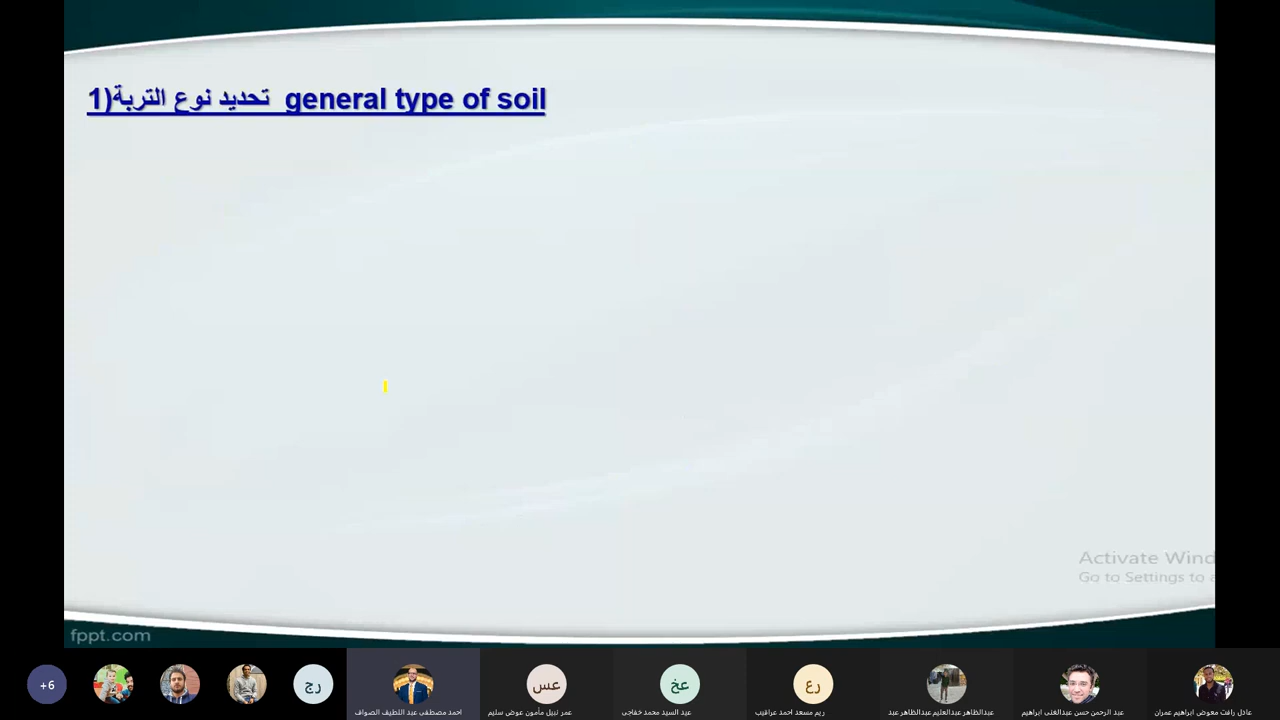 1)تحديد نوع التربة general type of soil
Activate Wind
Go to Settings to a
fppt.com
+6
رج
عس
عخ
رع
احمد مصطفى عبد اللطيف الصواف
عمر نبيل مأمون عوض سليم
عبد السيد محمد خفاجى
ريم مسعد احمد عراقيب
عبدالظاهر عبدالعليم عبدالظاهر عبد
عبد الرحمن حسن عبدالغنى ابراهيم
عادل رافت معوض ابراهيم عمران